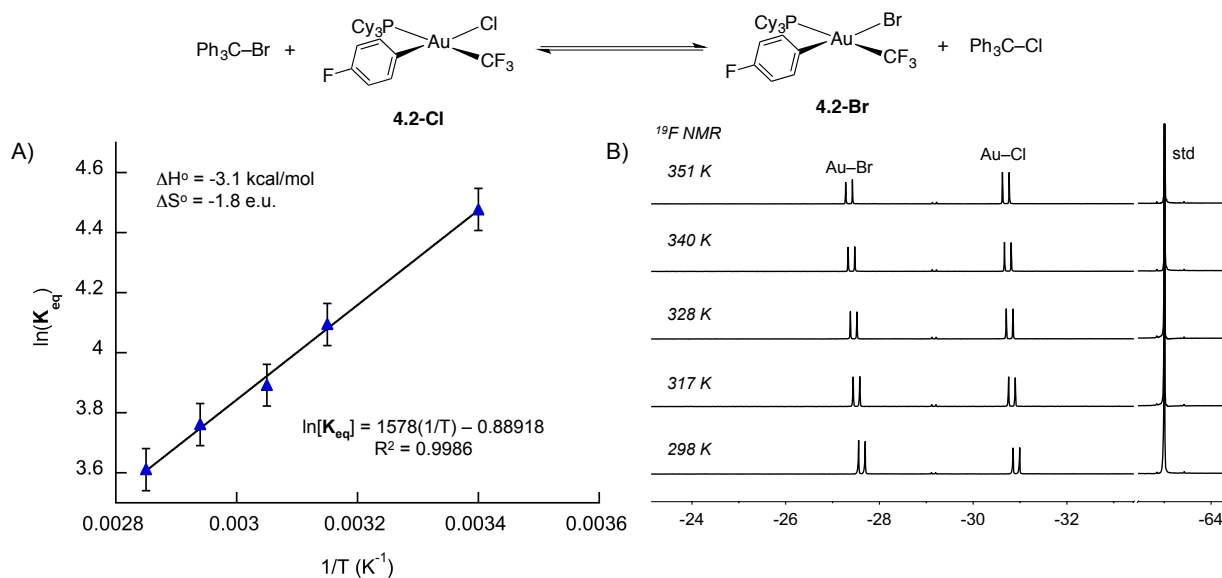 Ph₃C–Br + Cy₃P Au Cl CF₃ F ⇌ Cy₃P Au Br CF₃ F + Ph₃C–Cl
4.2-Cl 4.2-Br
A)
ΔHº = -3.1 kcal/mol
ΔSº = -1.8 e.u.
ln(Keq)
4.6
4.4
4.2
4
3.8
3.6
ln[Keq] = 1578(1/T) – 0.88918
R² = 0.9986
0.0028 0.003 0.0032 0.0034 0.0036
1/T (K⁻¹)
B)
¹⁹F NMR
Au–Br Au–Cl std
351 K
340 K
328 K
317 K
298 K
-24 -26 -28 -30 -32 -64